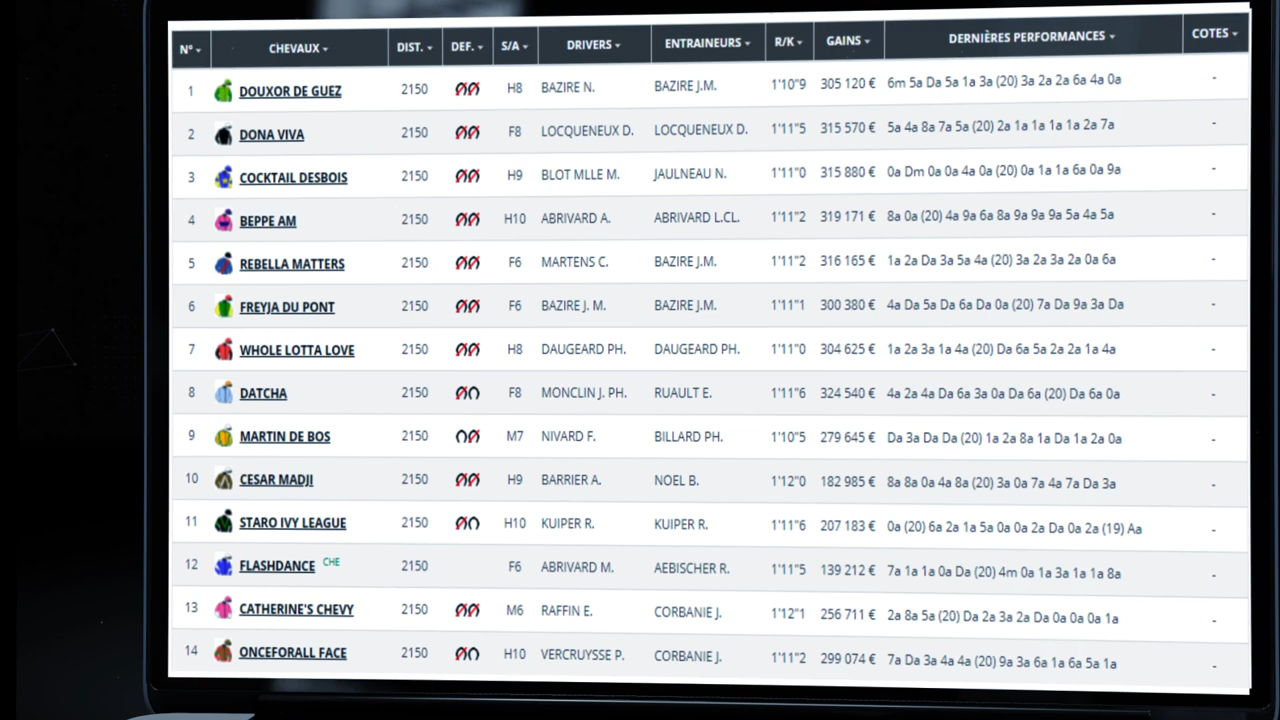 N° CHEVAUX DIST. DEF. S/A DRIVERS ENTRAINEURS R/K GAINS DERNIÈRES PERFORMANCES COTES
1 DOUXOR DE GUEZ 2150 H8 BAZIRE N. BAZIRE J.M. 1'10"9 305 120 € 6m 5a Da 5a 1a 3a (20) 3a 2a 2a 6a 4a 0a -
2 DONA VIVA 2150 F8 LOCQUENEUX D. LOCQUENEUX D. 1'11"5 315 570 € 5a 4a 8a 7a 5a (20) 2a 1a 1a 1a 1a 2a 7a -
3 COCKTAIL DESBOIS 2150 H9 BLOT MLLE M. JAULNEAU N. 1'11"0 315 880 € 0a Dm 0a 0a 4a 0a (20) 0a 1a 1a 6a 0a 9a -
4 BEPPE AM 2150 H10 ABRIVARD A. ABRIVARD L.CL. 1'11"2 319 171 € 8a 0a (20) 4a 9a 6a 8a 9a 9a 9a 5a 4a 5a -
5 REBELLA MATTERS 2150 F6 MARTENS C. BAZIRE J.M. 1'11"2 316 165 € 1a 2a Da 3a 5a 4a (20) 3a 2a 3a 2a 0a 6a -
6 FREYJA DU PONT 2150 F6 BAZIRE J. M. BAZIRE J.M. 1'11"1 300 380 € 4a Da 5a Da 6a Da 0a (20) 7a Da 9a 3a Da -
7 WHOLE LOTTA LOVE 2150 H8 DAUGEARD PH. DAUGEARD PH. 1'11"0 304 625 € 1a 2a 3a 1a 4a (20) Da 6a 5a 2a 2a 1a 4a -
8 DATCHA 2150 F8 MONCLIN J. PH. RUAULT E. 1'11"6 324 540 € 4a 2a 4a Da 6a 3a 0a Da 6a (20) Da 6a 0a -
9 MARTIN DE BOS 2150 M7 NIVARD F. BILLARD PH. 1'10"5 279 645 € Da 3a Da Da (20) 1a 2a 8a 1a Da 1a 2a 0a -
10 CESAR MADJI 2150 H9 BARRIER A. NOEL B. 1'12"0 182 985 € 8a 8a 0a 4a 8a (20) 3a 0a 7a 4a 7a Da 3a -
11 STARO IVY LEAGUE 2150 H10 KUIPER R. KUIPER R. 1'11"6 207 183 € 0a (20) 6a 2a 1a 5a 0a 0a 2a Da 0a 2a (19) Aa -
12 FLASHDANCE CHE 2150 F6 ABRIVARD M. AEBISCHER R. 1'11"5 139 212 € 7a 1a 1a 0a Da (20) 4m 0a 1a 3a 1a 1a 8a -
13 CATHERINE'S CHEVY 2150 M6 RAFFIN E. CORBANIE J. 1'12"1 256 711 € 2a 8a 5a (20) Da 2a 3a 2a Da 0a 0a 0a 1a -
14 ONCEFORALL FACE 2150 H10 VERCRUYSSE P. CORBANIE J. 1'11"2 299 074 € 7a Da 3a 4a 4a (20) 9a 3a 6a 1a 6a 5a 1a -